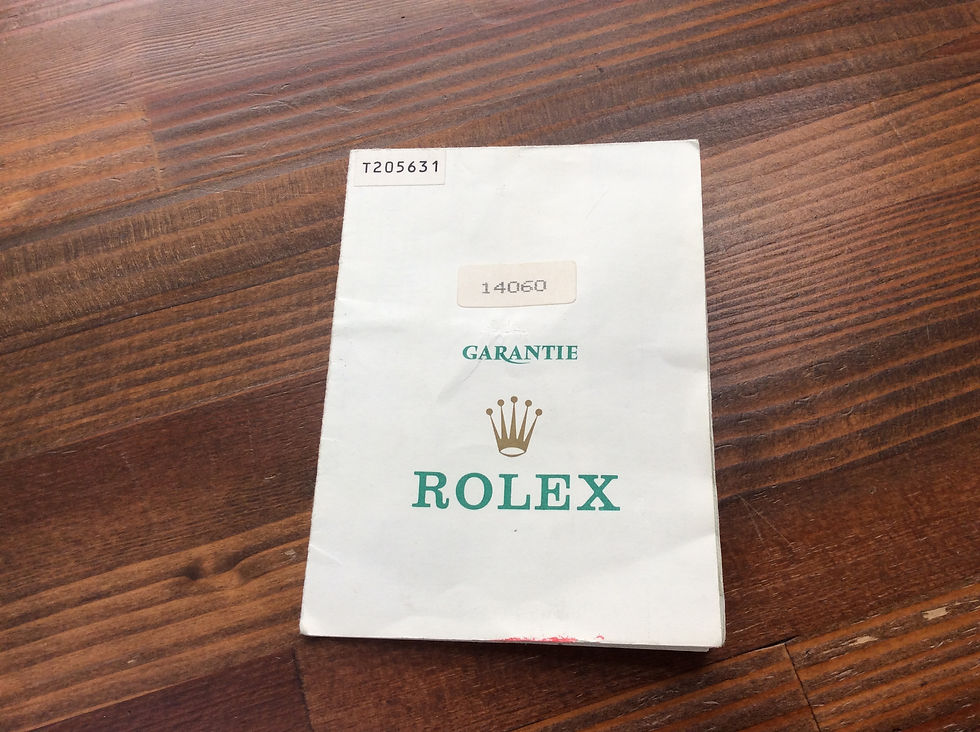 T205631
14060
GARANTIE
ROLEX